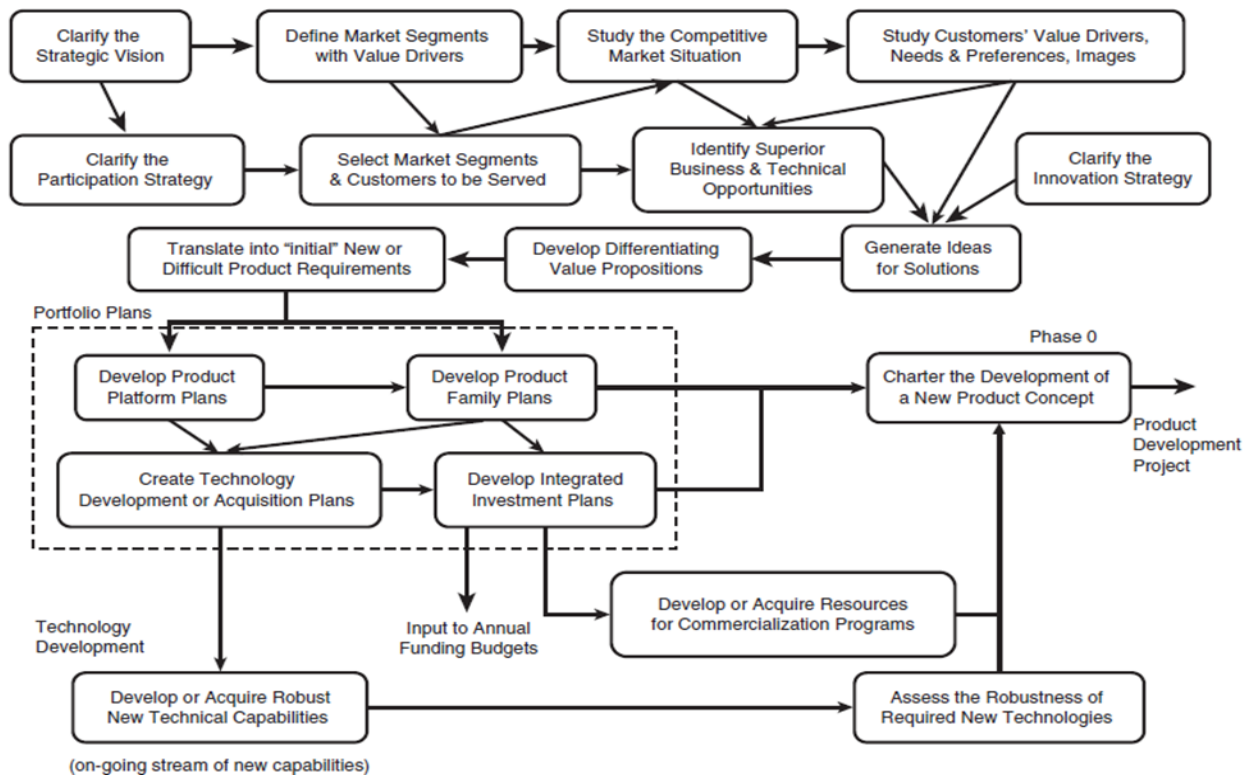 Clarify the
Strategic Vision
Define Market Segments
with Value Drivers
Study the Competitive
Market Situation
Study Customers' Value Drivers,
Needs & Preferences, Images
Clarify the
Participation Strategy
Select Market Segments
& Customers to be Served
Identify Superior
Business & Technical
Opportunities
Clarify the
Innovation Strategy
Translate into “initial” New or
Difficult Product Requirements
Develop Differentiating
Value Propositions
Generate Ideas
for Solutions
Portfolio Plans
Phase 0
Develop Product
Platform Plans
Develop Product
Family Plans
Charter the Development of
a New Product Concept
Product
Development
Project
Create Technology
Development or Acquisition Plans
Develop Integrated
Investment Plans
Technology
Development
Input to Annual
Funding Budgets
Develop or Acquire Resources
for Commercialization Programs
Develop or Acquire Robust
New Technical Capabilities
Assess the Robustness of
Required New Technologies
(on-going stream of new capabilities)